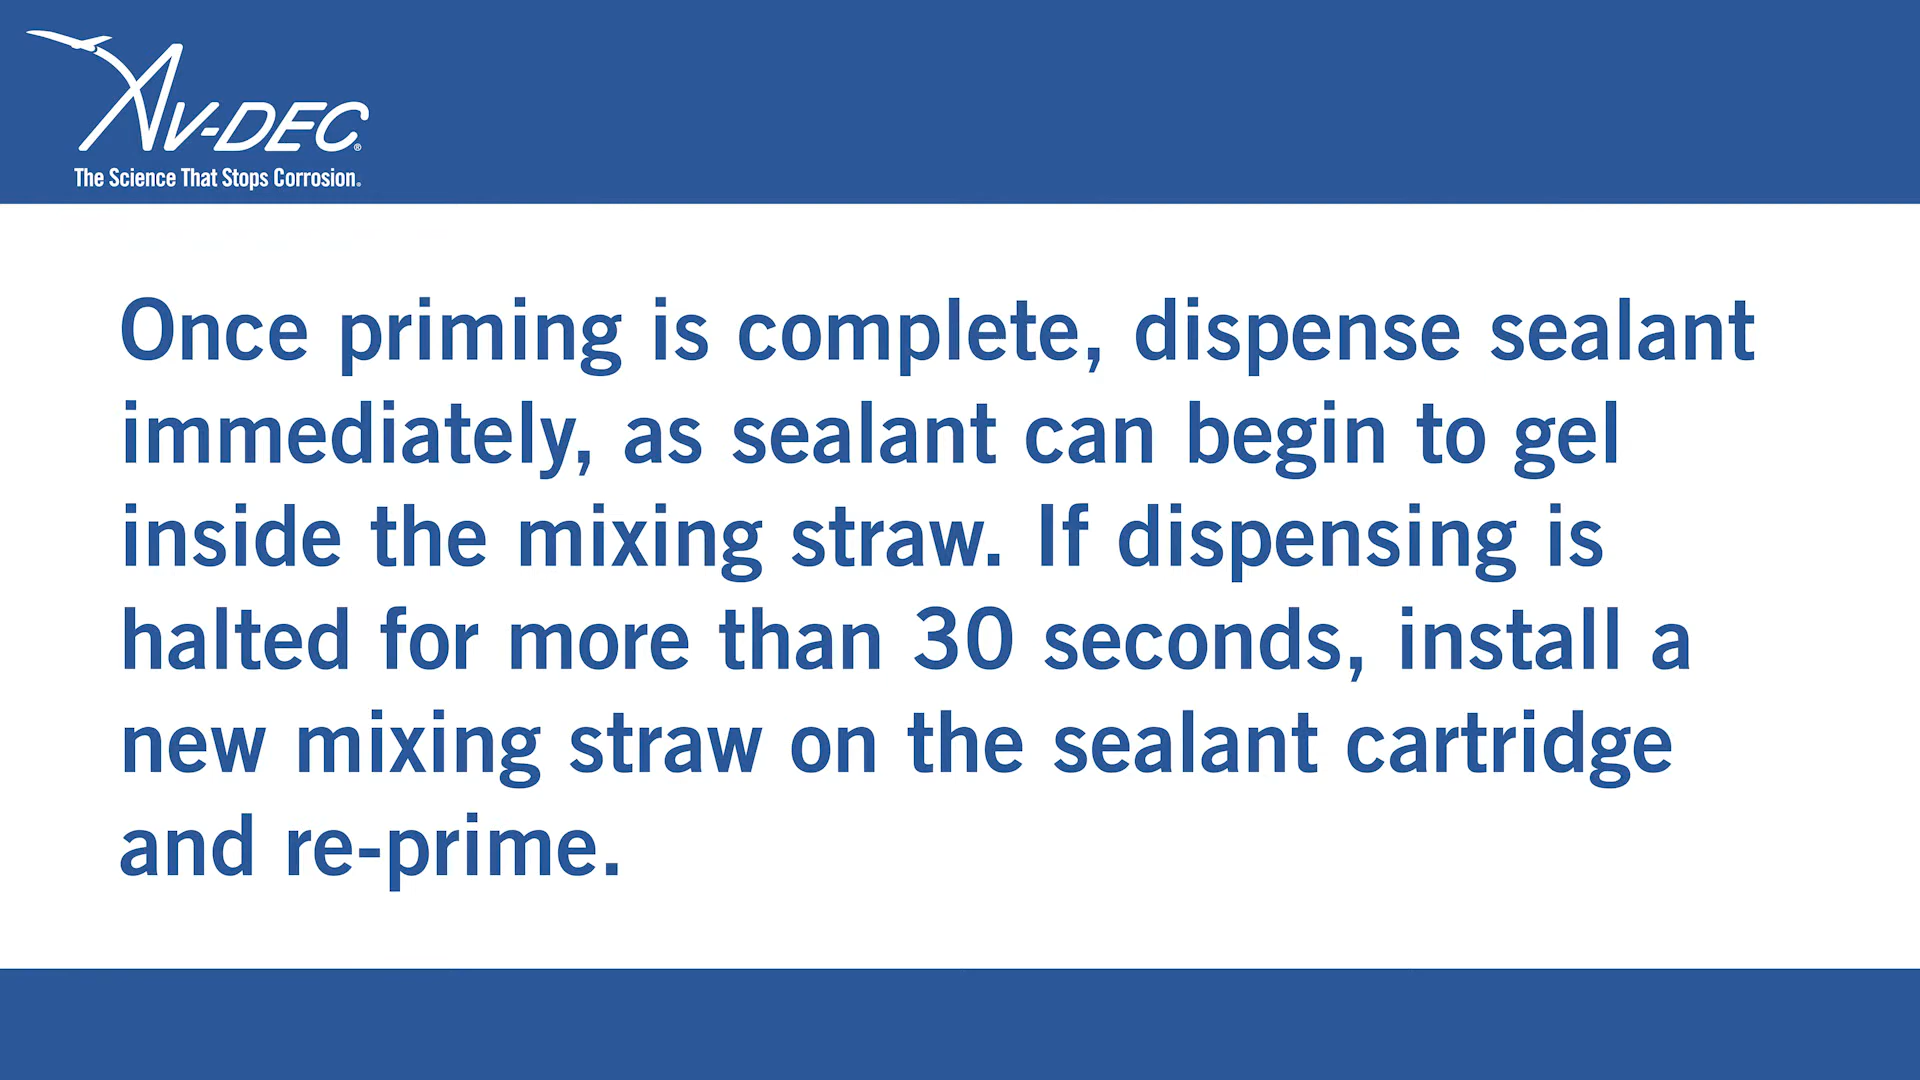 AV-DEC®
The Science That Stops Corrosion®
Once priming is complete, dispense sealant
immediately, as sealant can begin to gel
inside the mixing straw. If dispensing is
halted for more than 30 seconds, install a
new mixing straw on the sealant cartridge
and re-prime.